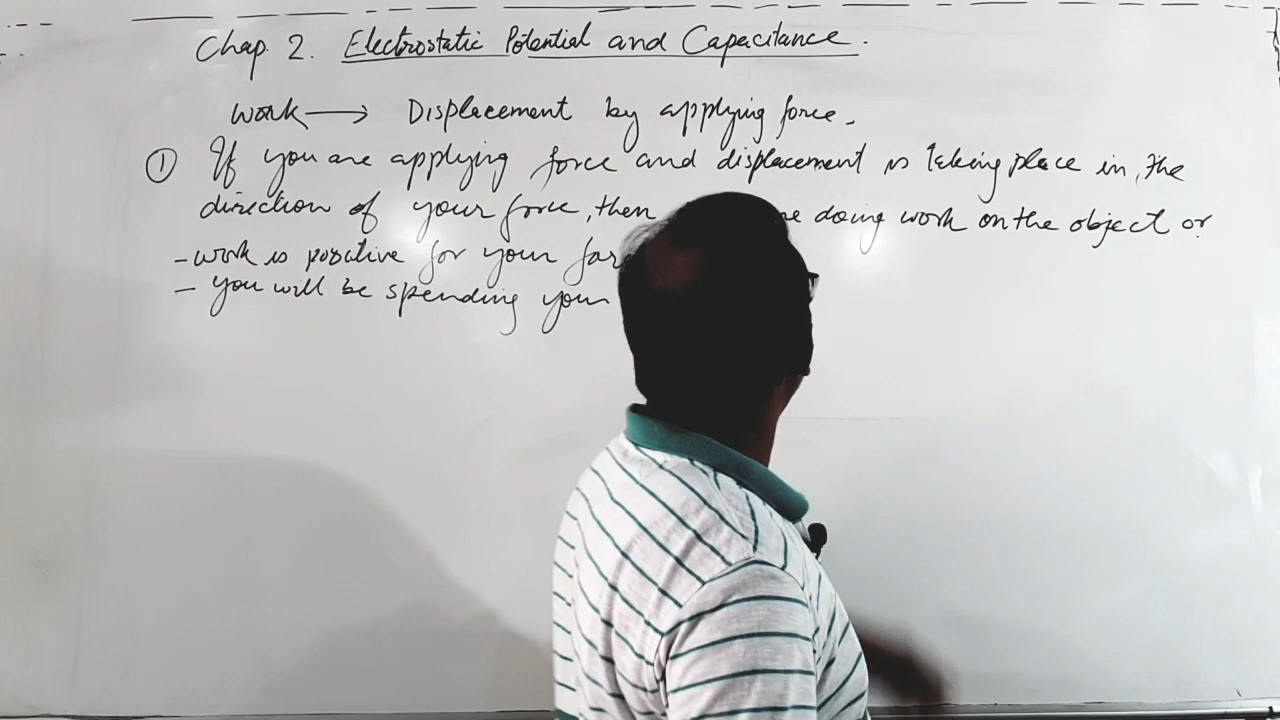 Chap. 2. Electrostatic Potential and Capacitance.
work → Displacement by applying force.
① If you are applying force and displacement is taking place in, the
direction of your force, then doing work on the object or
- work is positive for your
- you will be spending your